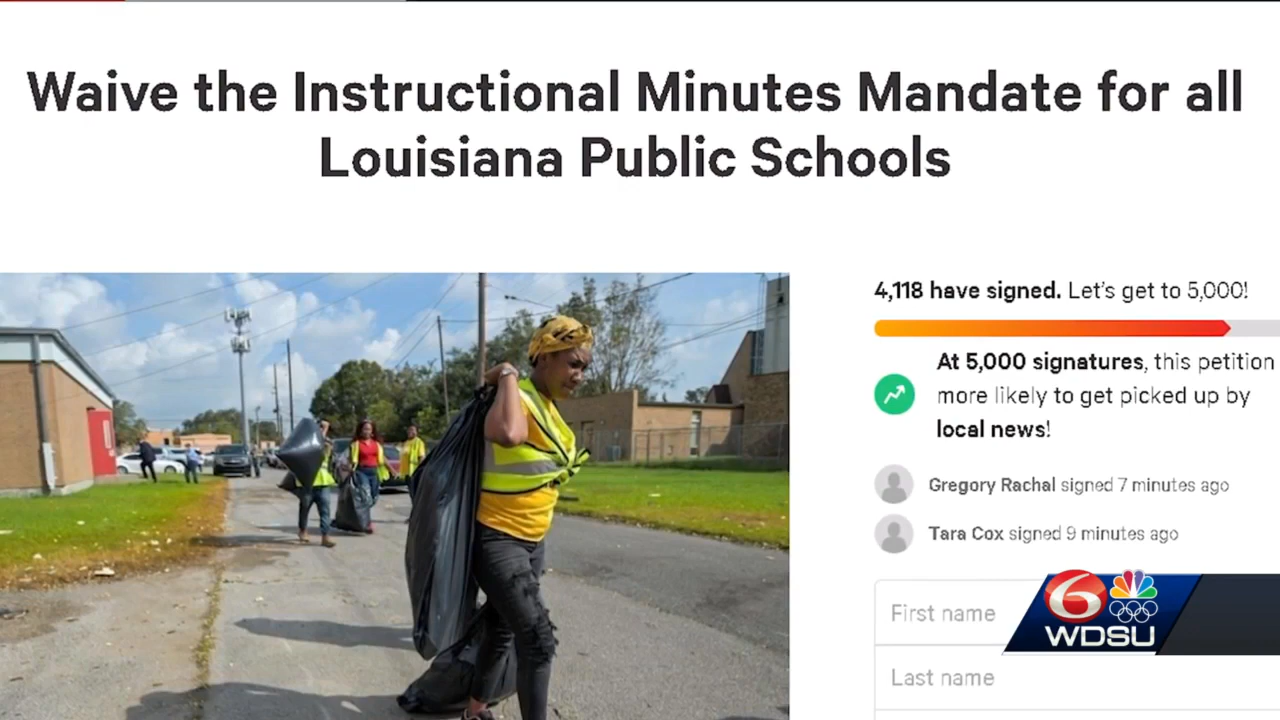 Waive the Instructional Minutes Mandate for all
Louisiana Public Schools
4,118 have signed. Let's get to 5,000!
At 5,000 signatures, this petition
more likely to get picked up by
local news!
Gregory Rachal signed 7 minutes ago
Tara Cox signed 9 minutes ago
First name
6
WDSU
Last name